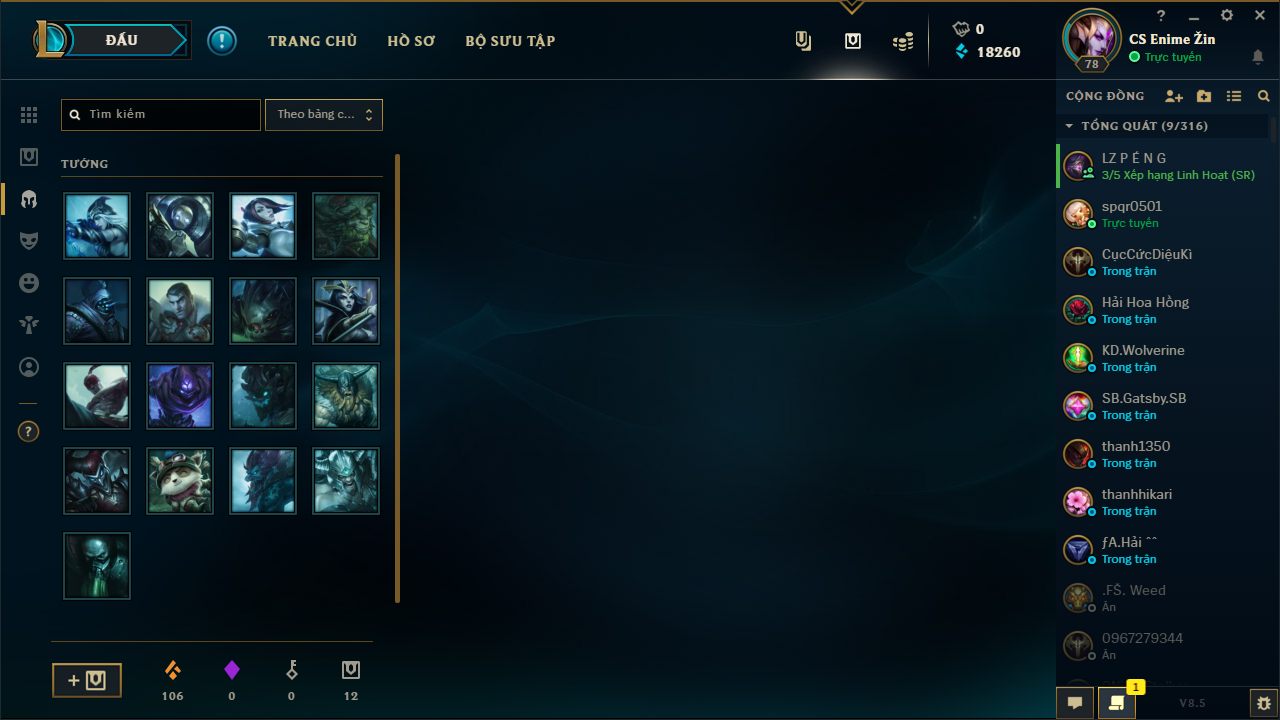 ĐẤU
TRANG CHỦ
HỒ SƠ
BỘ SƯU TẬP
0
18260
78
CS Enime Žin
Trực tuyến
Tìm kiếm
Theo bảng c...
TƯỚNG
106
0
0
12
CỘNG ĐỒNG
TỔNG QUÁT (9/316)
LZ P É N G
3/5 Xếp hạng Linh Hoạt (SR)
spqr0501
Trực tuyến
CụcCứcDiệuKì
Trong trận
Hải Hoa Hồng
Trong trận
KD.Wolverine
Trong trận
SB.Gatsby.SB
Trong trận
thanh1350
Trong trận
thanhhikari
Trong trận
ƒA.Hải ˆˆ
Trong trận
.FŠ. Weed
Ẩn
0967279344
Ẩn
1
V8.5